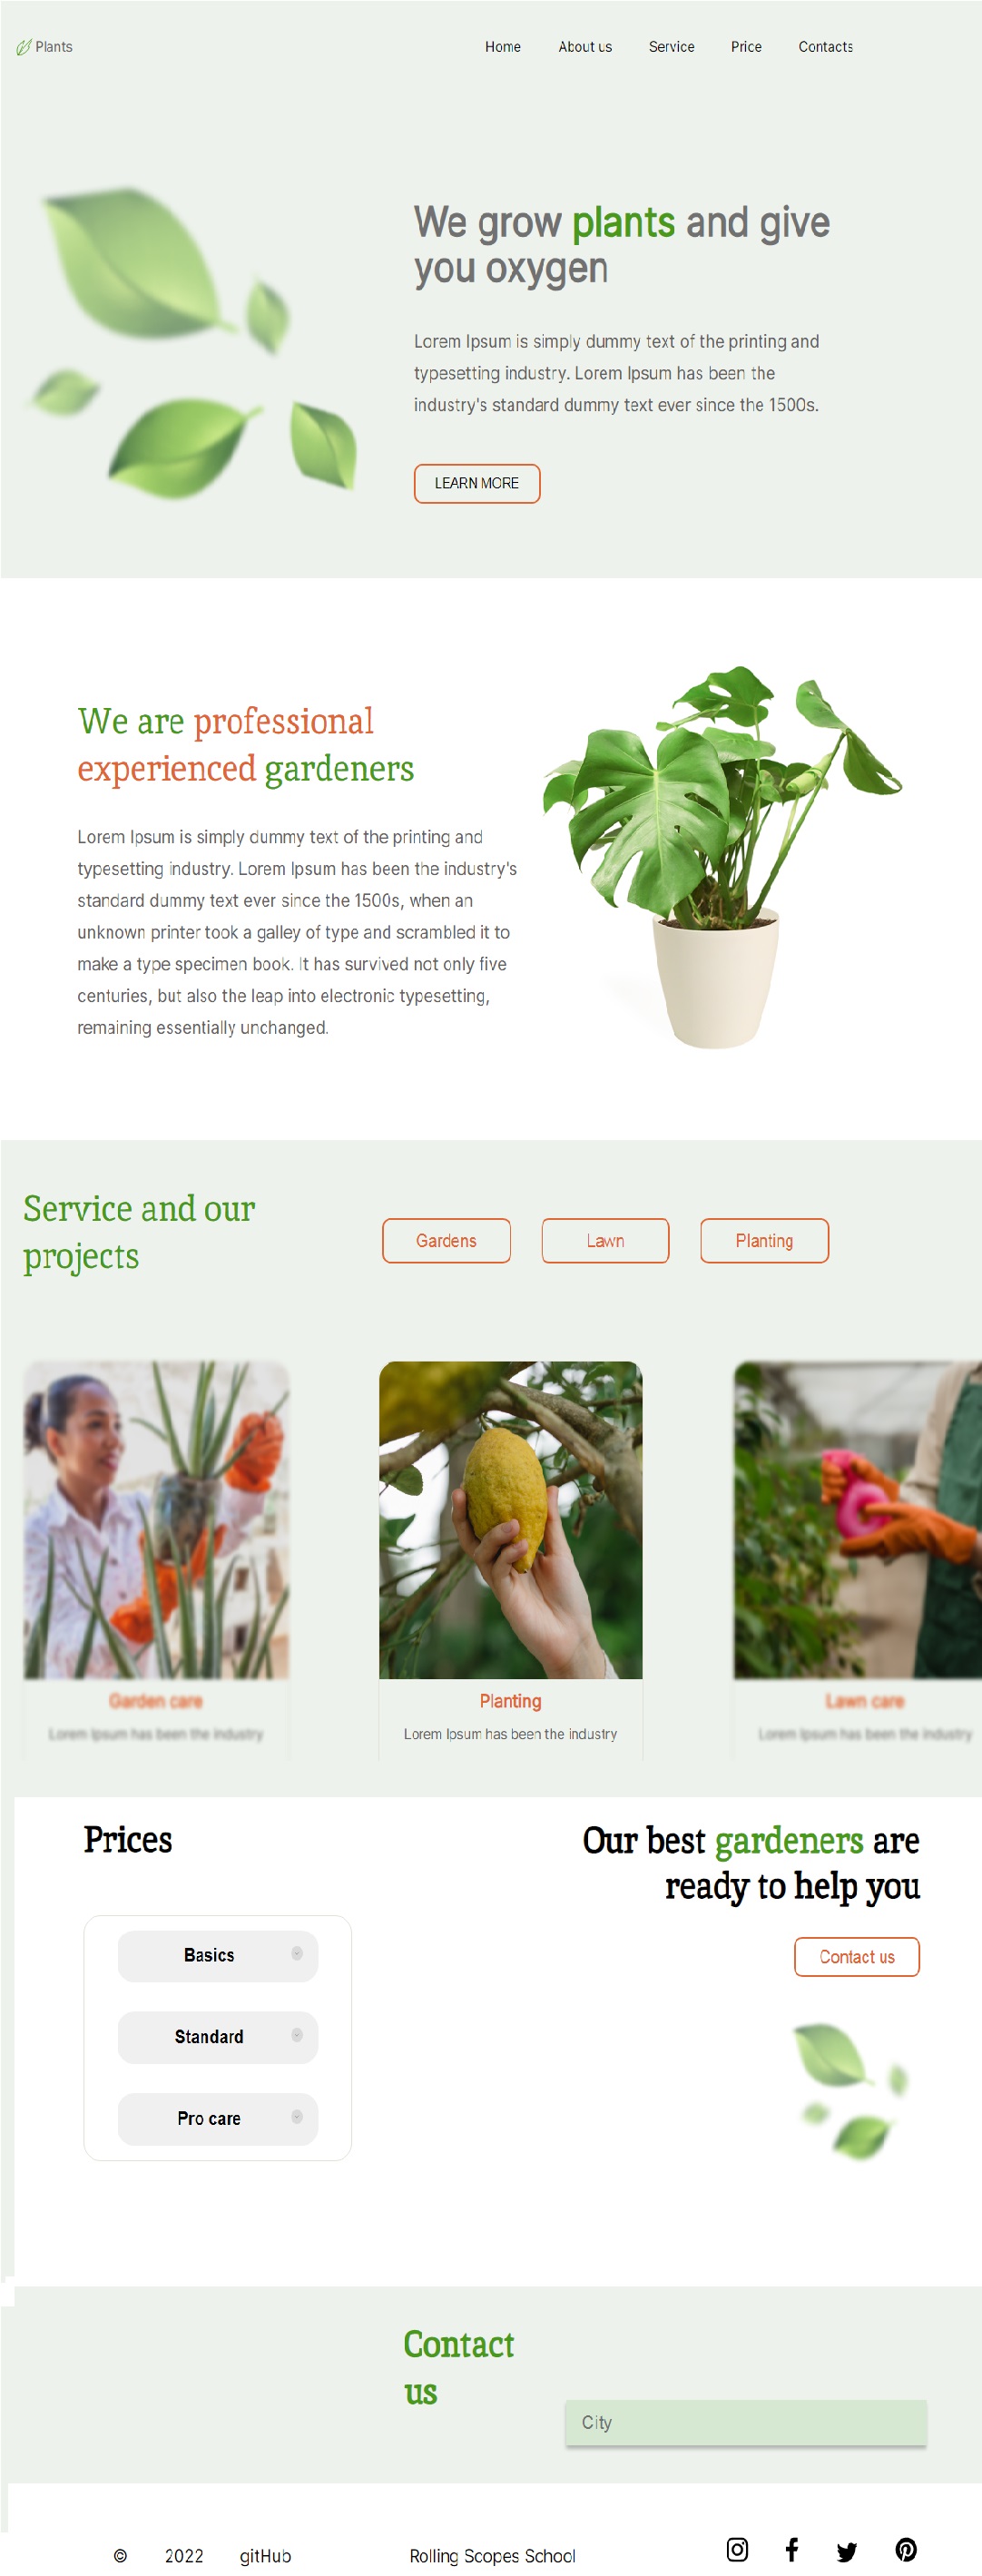 Plants
Home About us Service Price Contacts
We grow plants and give
you oxygen
Lorem Ipsum is simply dummy text of the printing and
typesetting industry. Lorem Ipsum has been the
industry's standard dummy text ever since the 1500s.
LEARN MORE
We are professional
experienced gardeners
Lorem Ipsum is simply dummy text of the printing and
typesetting industry. Lorem Ipsum has been the industry's
standard dummy text ever since the 1500s, when an
unknown printer took a galley of type and scrambled it to
make a type specimen book. It has survived not only five
centuries, but also the leap into electronic typesetting,
remaining essentially unchanged.
Service and our
projects
Gardens Lawn Planting
Garden care
Lorem Ipsum has been the industry
Planting
Lorem Ipsum has been the industry
Lawn care
Lorem Ipsum has been the industry
Prices
Basics
Standard
Pro care
Our best gardeners are
ready to help you
Contact us
Contact
us
City
© 2022 gitHub Rolling Scopes School